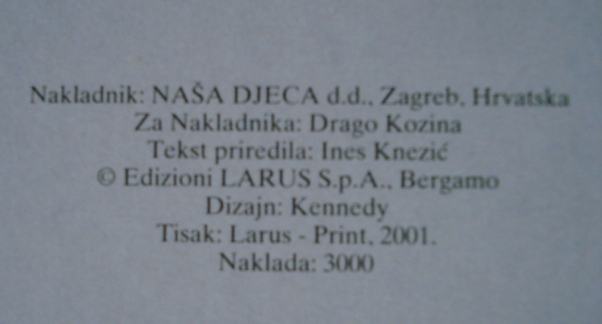 Nakladnik: NAŠA DJECA d.d., Zagreb, Hrvatska
Za Nakladnika: Drago Kozina
Tekst priredila: Ines Knezić
© Edizioni LARUS S.p.A., Bergamo
Dizajn: Kennedy
Tisak: Larus - Print, 2001.
Naklada: 3000